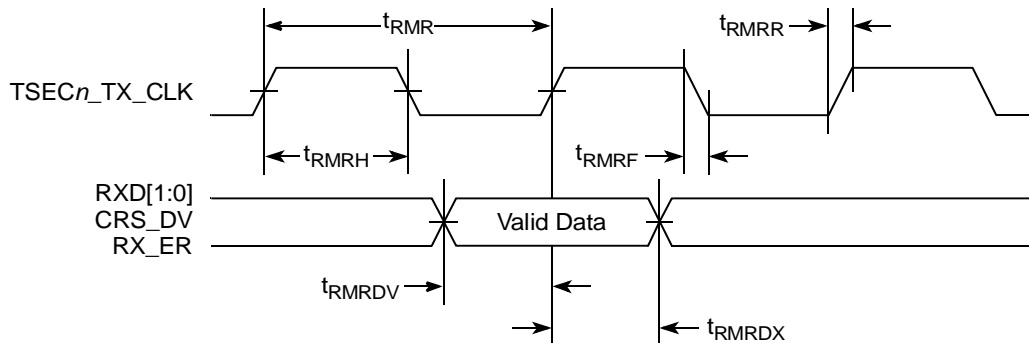 tRMR
tRMRR
TSECn_TX_CLK
tRMRH
tRMRF
RXD[1:0]
CRS_DV
RX_ER
Valid Data
tRMRDV
tRMRDX